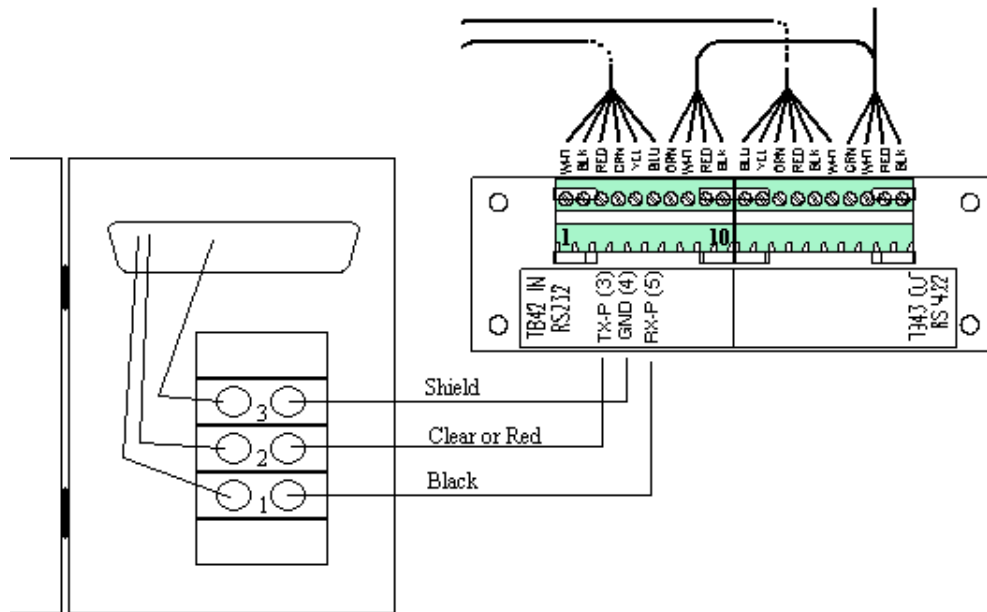 WHT BLK RED GRN YEL BLU GRN WHT RED BLK BLU YEL GRN RED BLK WHT GRN WHT RED BLK
1 10
TB42 IN
RS232
TX-P (3)
GND (4)
RX-P (5)
RS 422
Shield
3
Clear or Red
2
Black
1